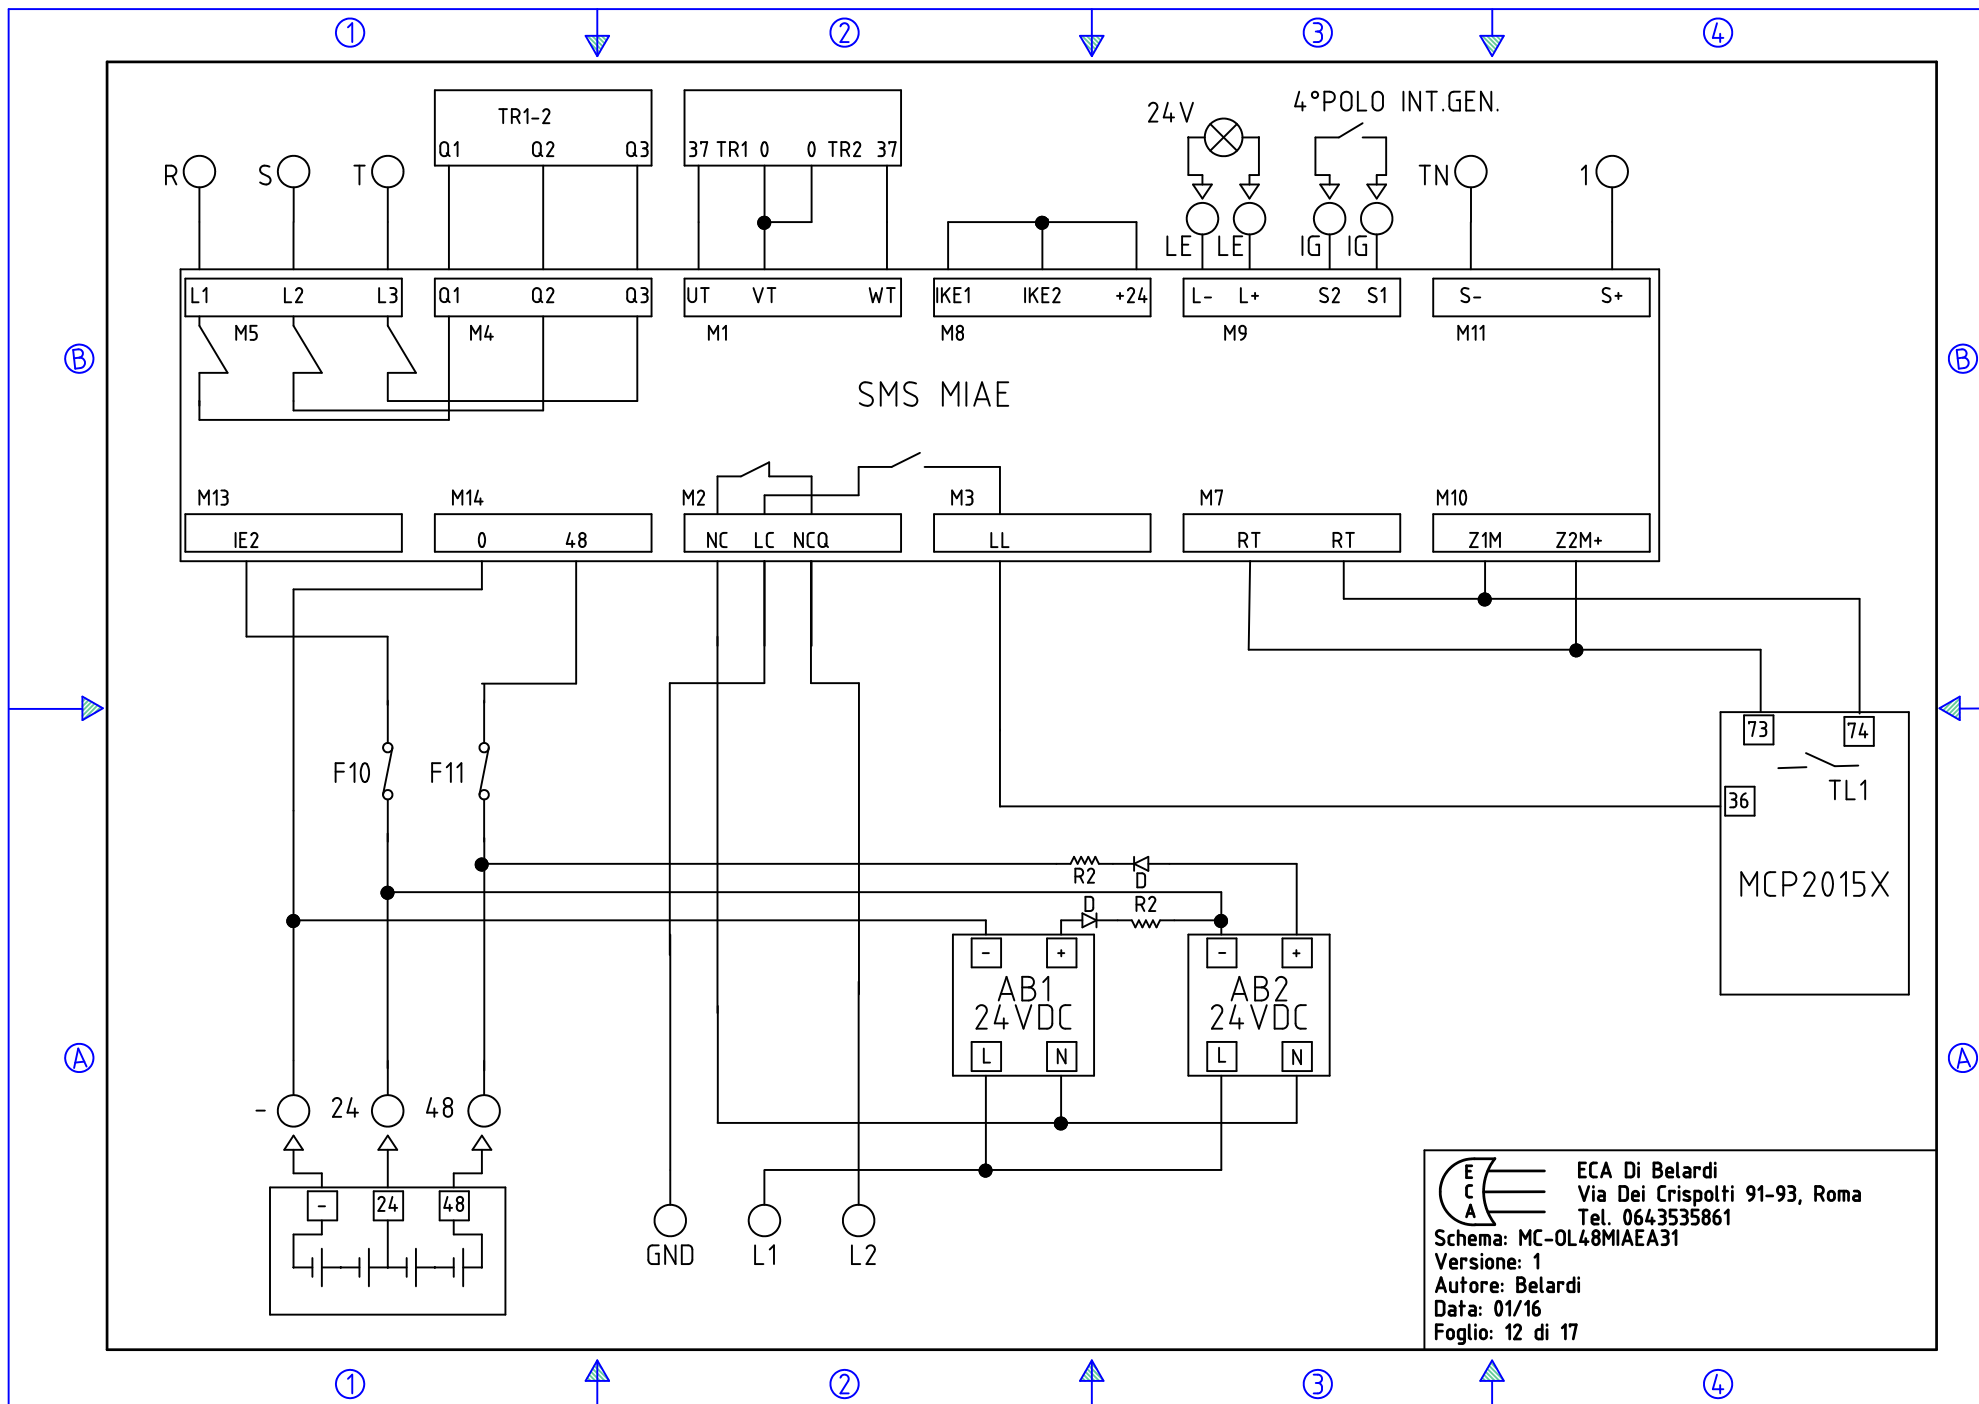 1 2 3 4
24V 4°POLO INT.GEN.
TR1-2
Q1 Q2 Q3
37 TR1 0 0 TR2 37
R S T
TN 1
LE LE IG IG
L1 L2 L3
Q1 Q2 Q3
UT VT WT
IKE1 IKE2 +24
L- L+ S2 S1
S- S+
M5 M4 M1 M8 M9 M11
B B
SMS MIAE
M13 M14 M2 M3 M7 M10
IE2
0 48
NC LC NCQ
LL
RT RT
Z1M Z2M+
73 74
F10 F11
TL1
36
R2 D
MCP2015X
D R2
- +
- +
AB1
24VDC
AB2
24VDC
L N
L N
A A
- 24 48
- 24 48
GND L1 L2
E
C
A
ECA Di Belardi
Via Dei Crispolti 91-93, Roma
Tel. 0643535861
Schema: MC-OL48MIAEA31
Versione: 1
Autore: Belardi
Data: 01/16
Foglio: 12 di 17
1 2 3 4